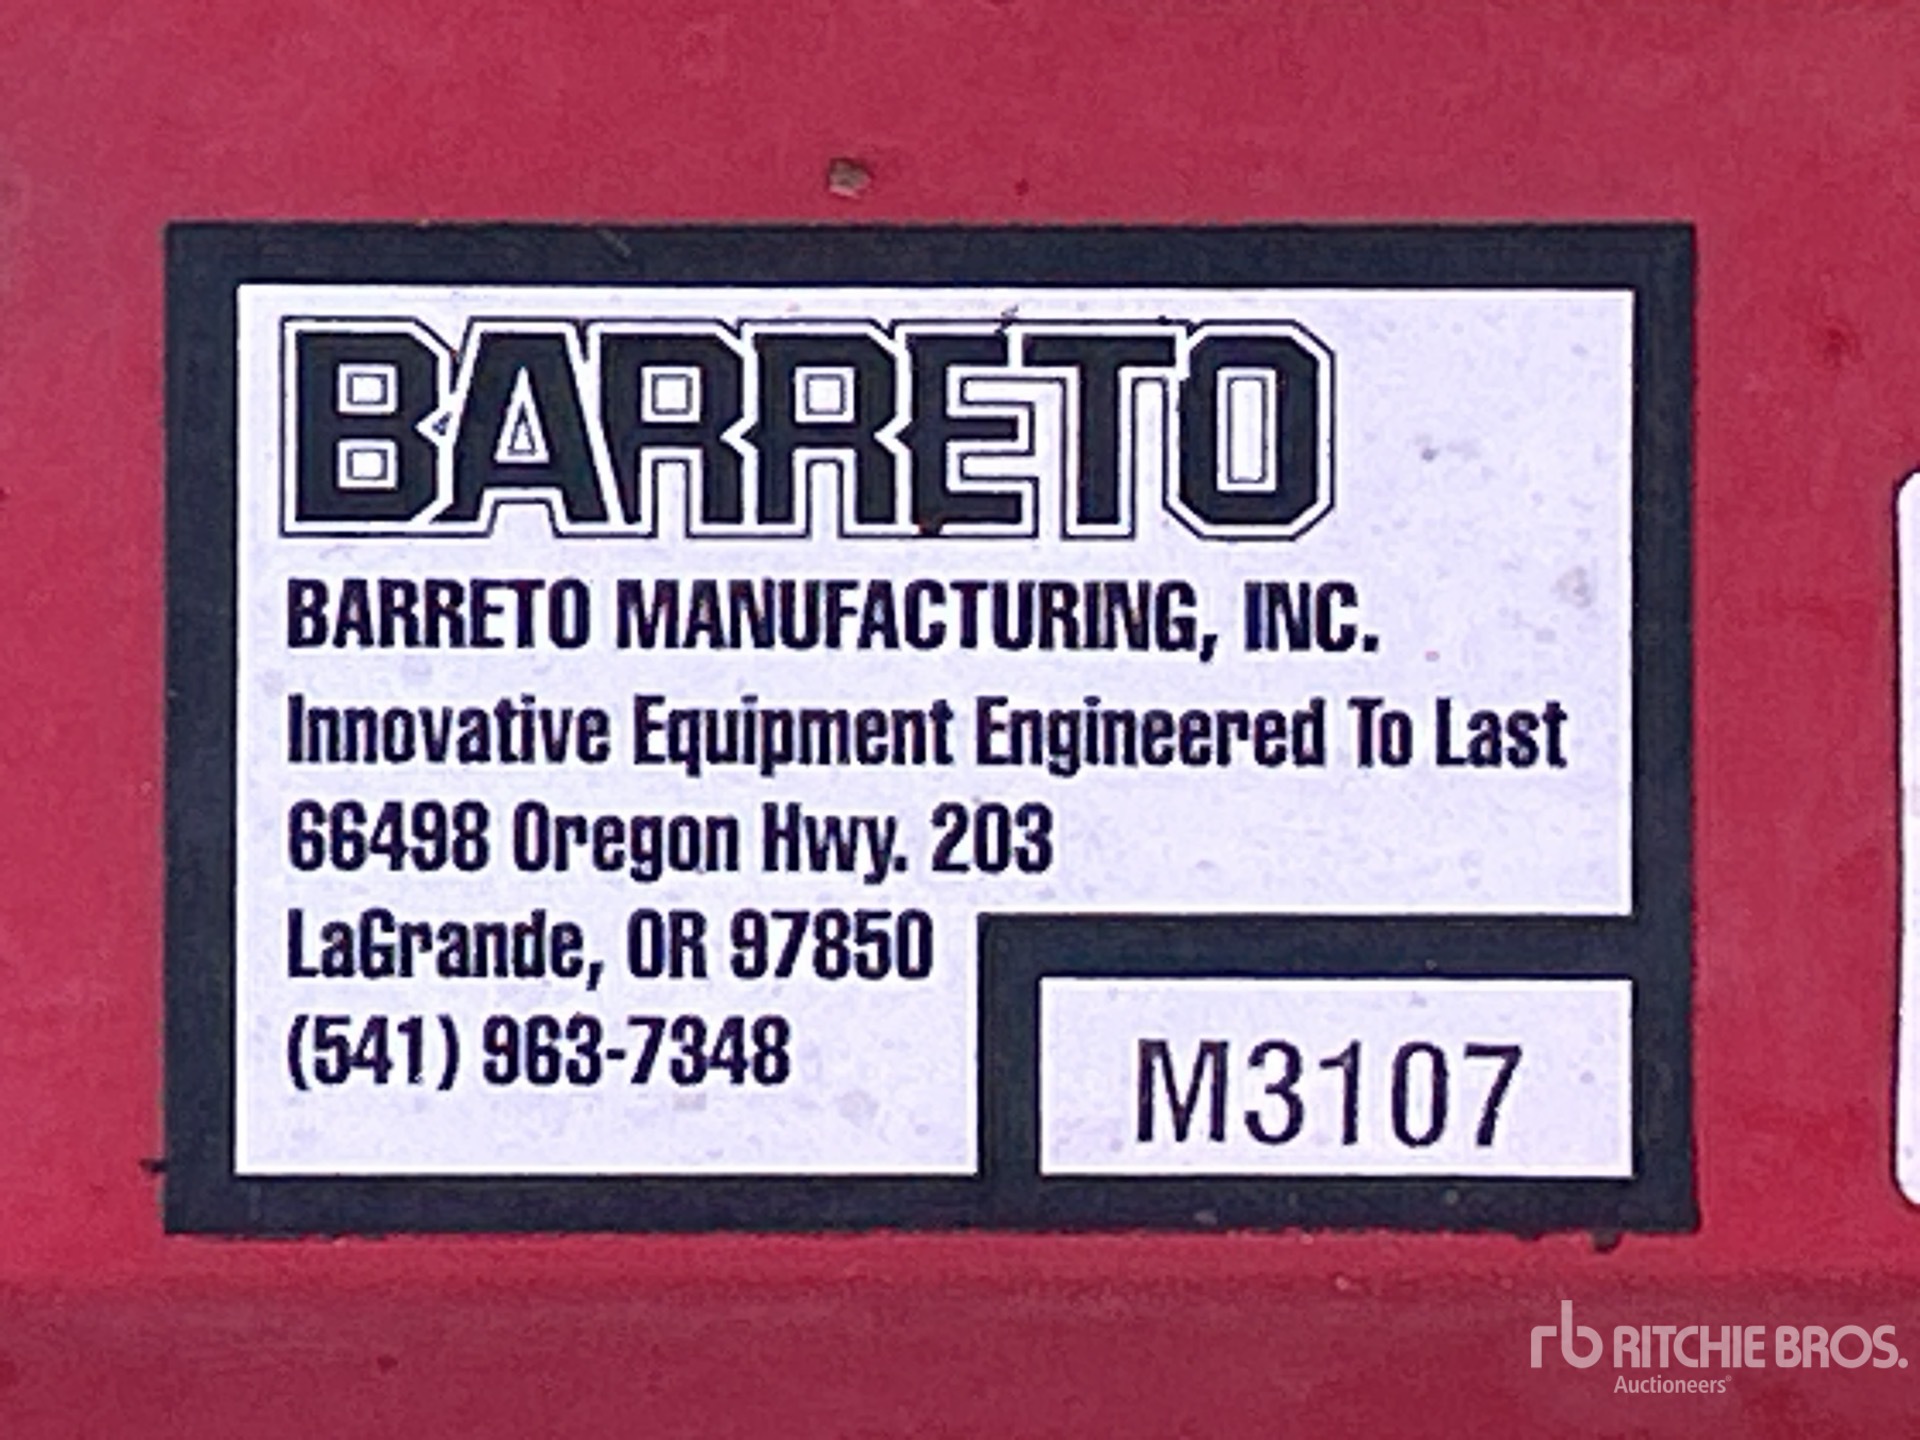 BARRETO
BARRETO MANUFACTURING, INC.
Innovative Equipment Engineered To Last
66498 Oregon Hwy. 203
LaGrande, OR 97850
(541) 963-7348
M3107
rb RITCHIE BROS.
Auctioneers®